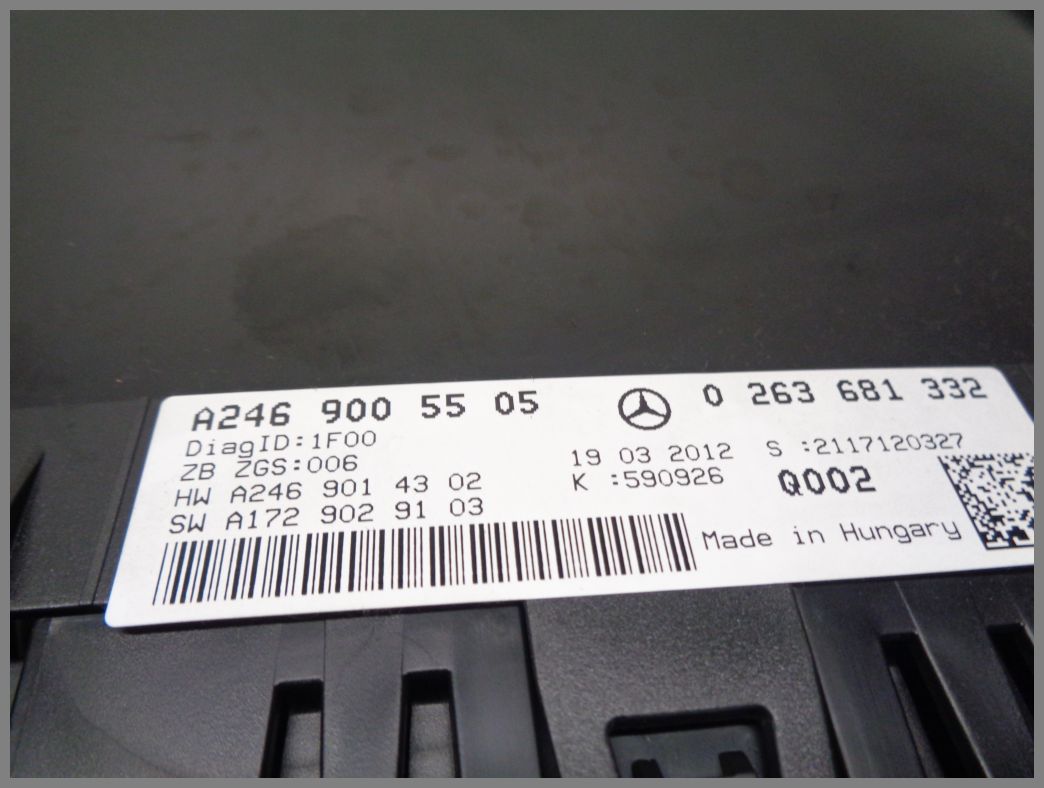 A246 900 55 05 0 263 681 332
DiagID:1F00
ZB ZGS:006 19 03 2012 S :2117120327
HW A246 901 43 02 K :590926 Q002
SW A172 902 91 03
Made in Hungary